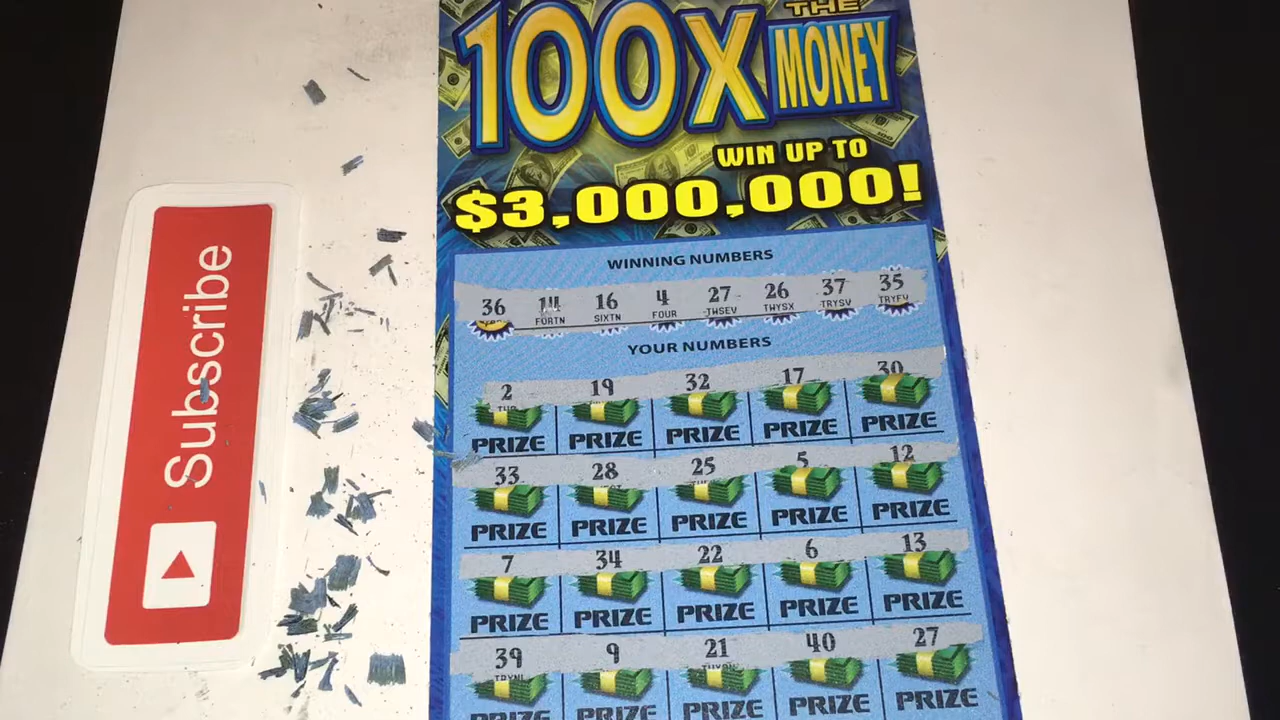 100X THE MONEY
WIN UP TO
$3,000,000!
WINNING NUMBERS
36 14 16 4 27 26 37 35
FORTN SIXTN FOUR TWSEV TRYSV
YOUR NUMBERS
2 19 32 17 30
PRIZE PRIZE PRIZE PRIZE PRIZE
33 28 25 5 12
PRIZE PRIZE PRIZE PRIZE PRIZE
7 34 22 6 13
PRIZE PRIZE PRIZE PRIZE PRIZE
39 9 21 40 27
PRIZE PRIZE PRIZE PRIZE PRIZE
Subscribe